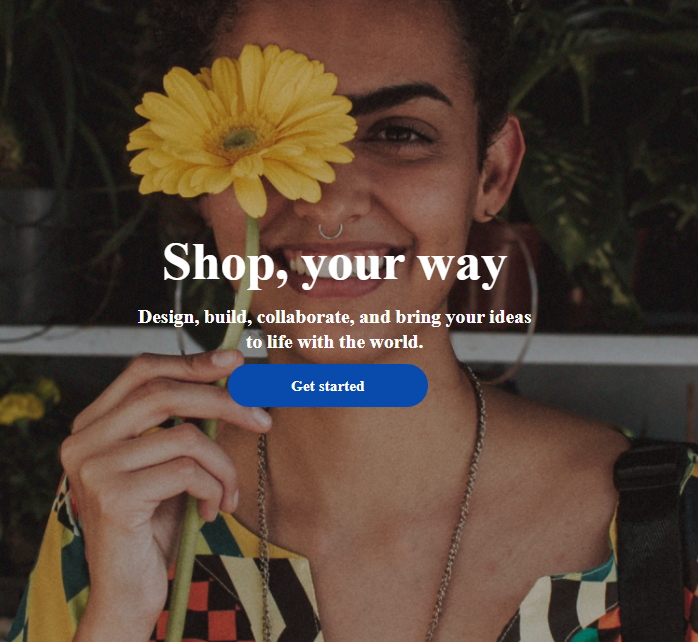 Shop, your way
Design, build, collaborate, and bring your ideas
to life with the world.
Get started